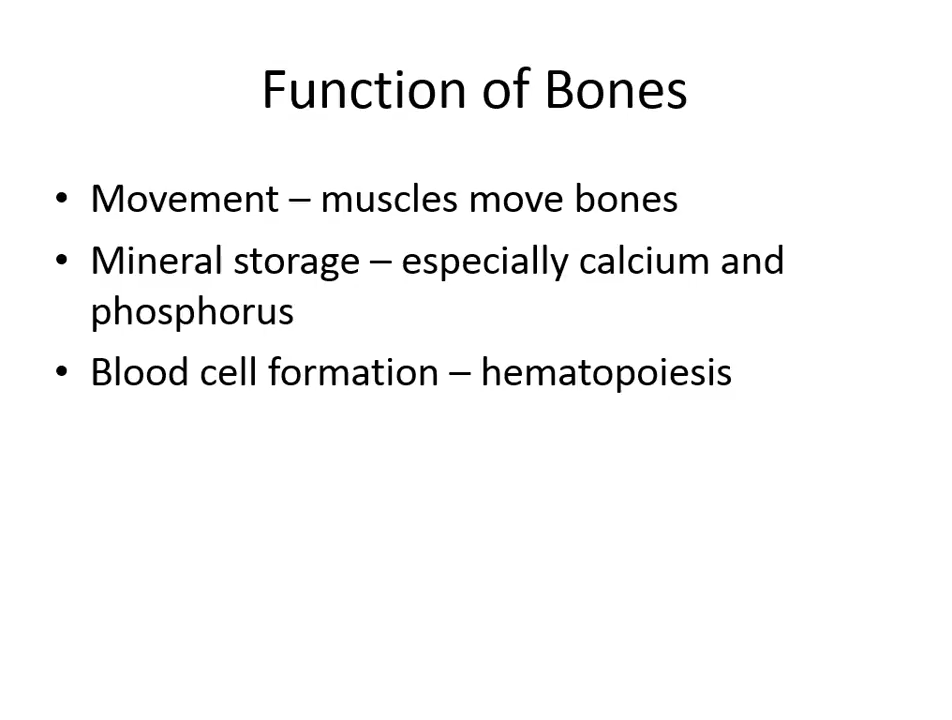 Function of Bones
• Movement – muscles move bones
• Mineral storage – especially calcium and
phosphorus
• Blood cell formation – hematopoiesis